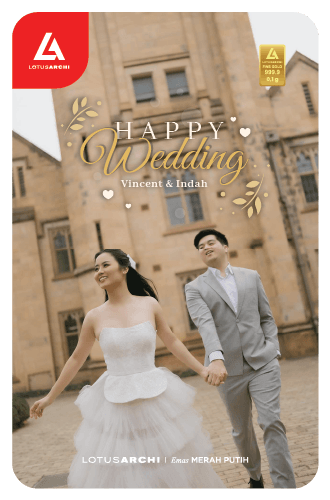 LOTUSARCHI
LOTUSARCHI
FINE GOLD
999.9
0.1 g
HAPPY
Wedding
Vincent & Indah
LOTUSARCHI | Emas MERAH PUTIH